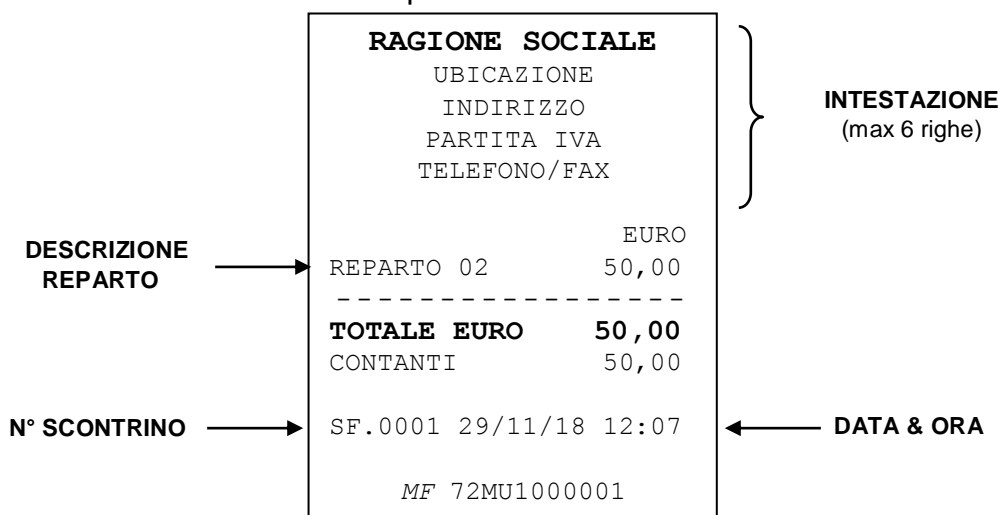 RAGIONE SOCIALE
UBICAZIONE
INDIRIZZO
PARTITA IVA
TELEFONO/FAX
INTESTAZIONE
(max 6 righe)
EURO
DESCRIZIONE
REPARTO
REPARTO 02 50,00
------------------
TOTALE EURO 50,00
CONTANTI 50,00
N° SCONTRINO
SF.0001 29/11/18 12:07
DATA & ORA
MF 72MU1000001